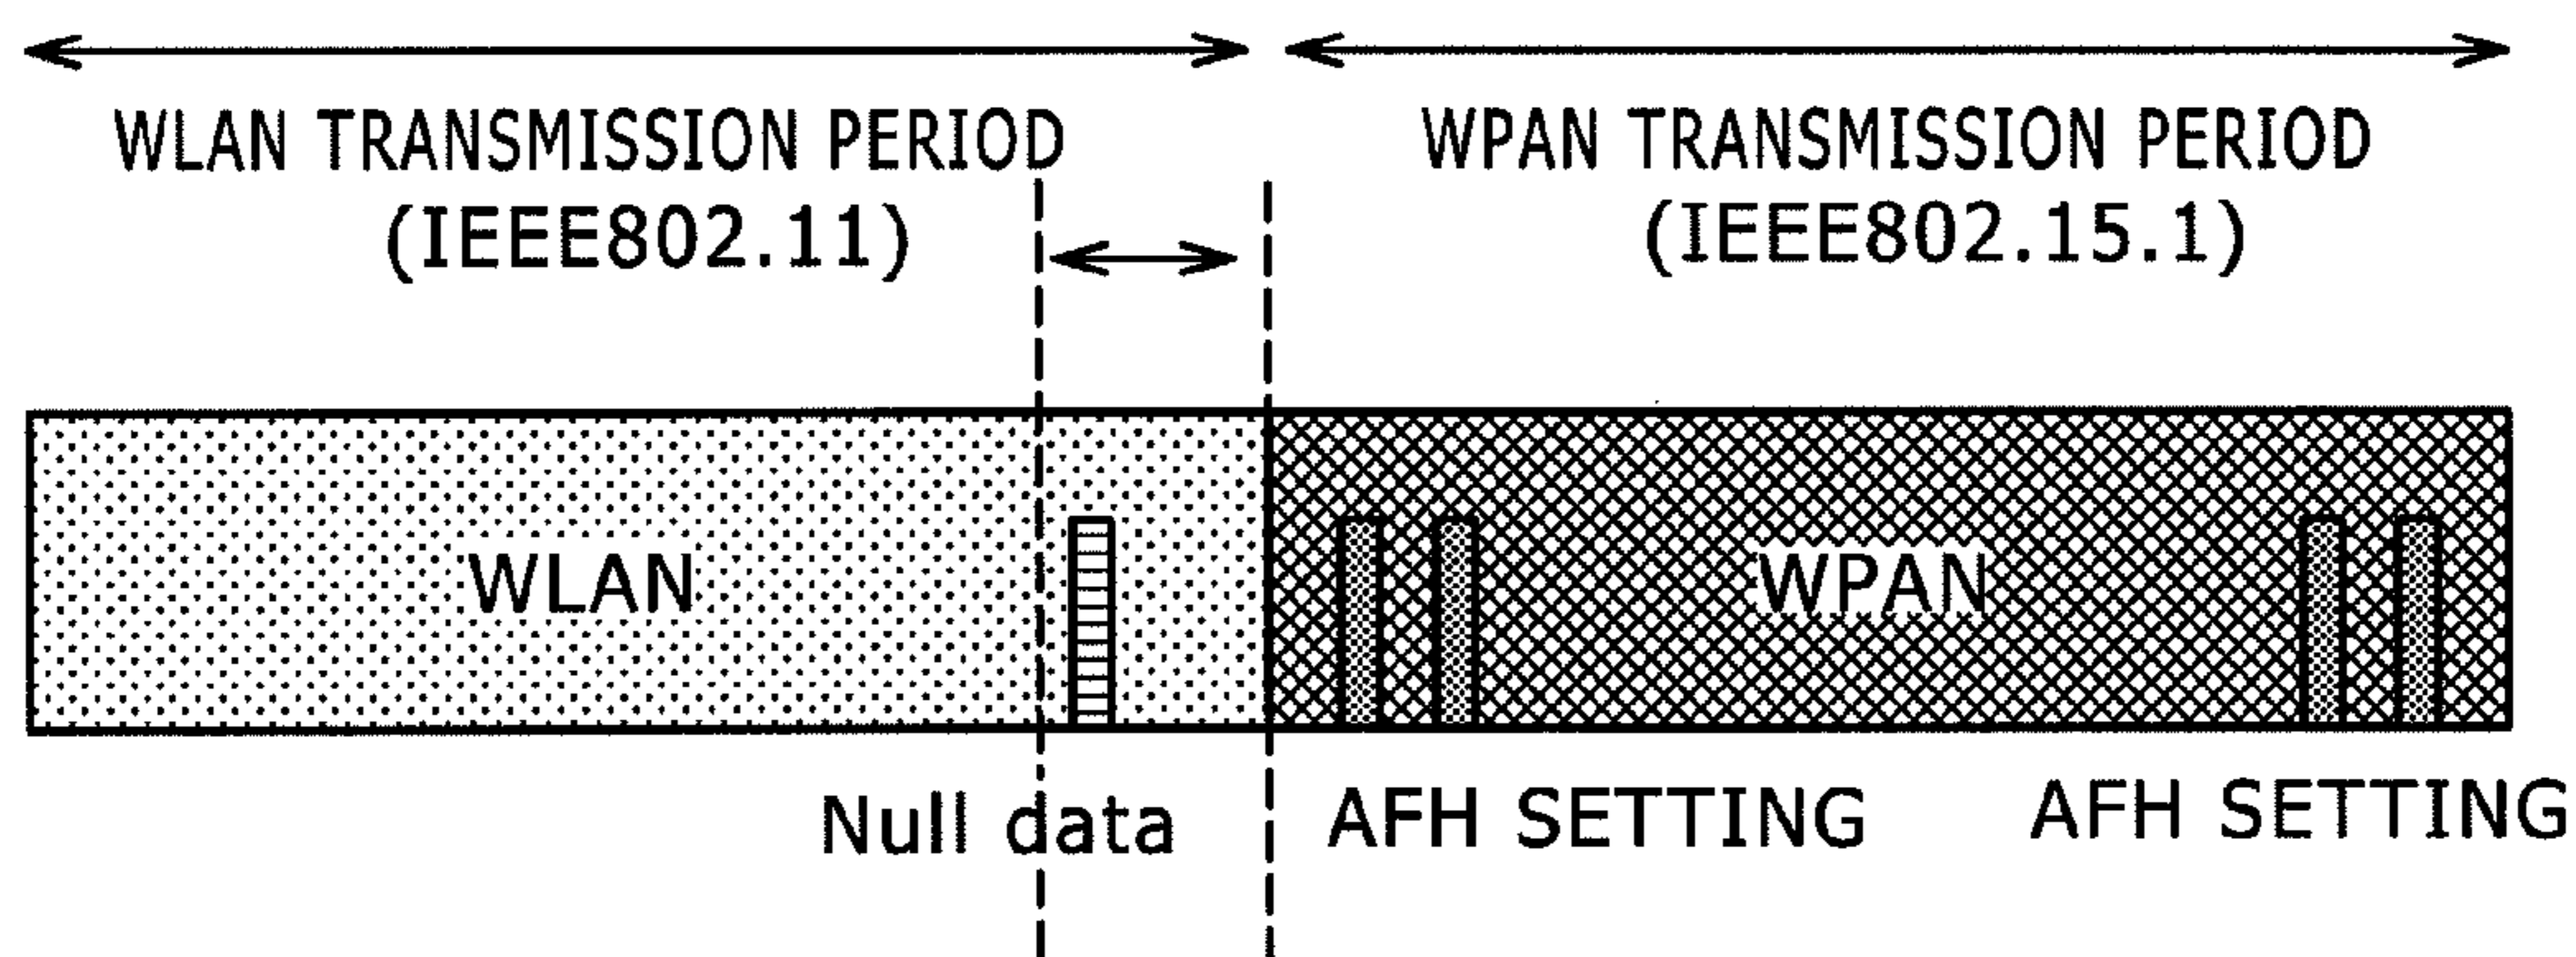 WLAN TRANSMISSION PERIOD
(IEEE802.11)
WPAN TRANSMISSION PERIOD
(IEEE802.15.1)
WLAN
WPAN
Null data
AFH SETTING
AFH SETTING